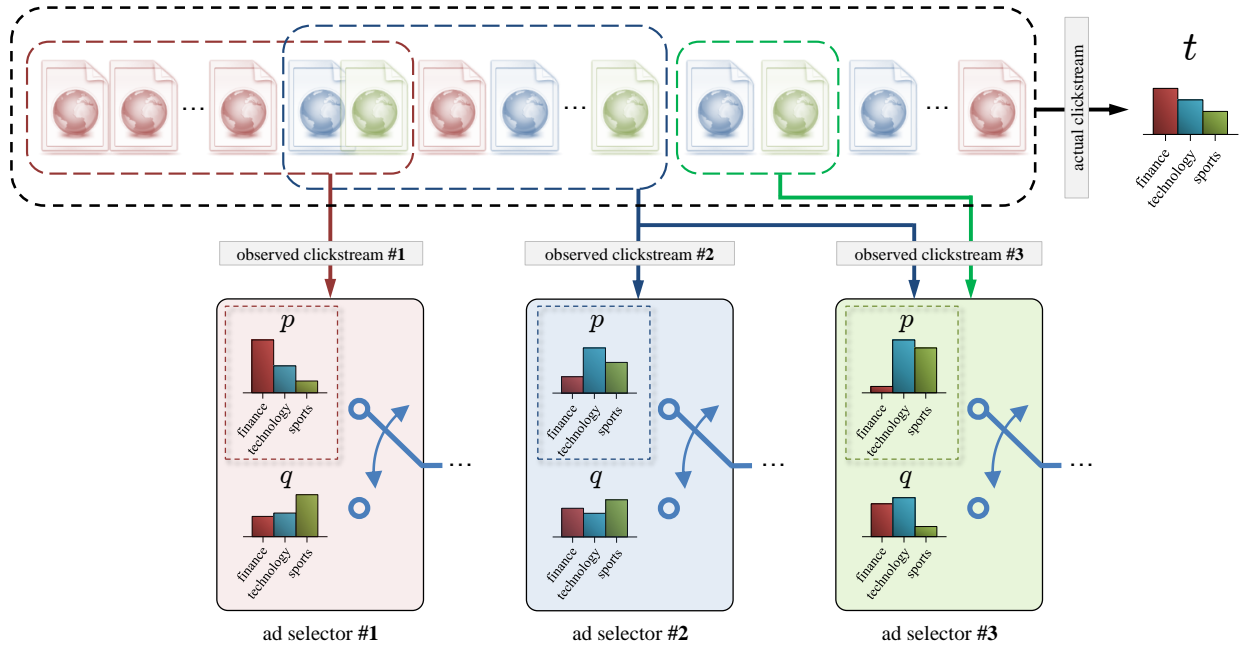 ...
...
...
actual clickstream
t
finance
technology
sports
observed clickstream #1
observed clickstream #2
observed clickstream #3
p
finance
technology
sports
...
q
finance
technology
sports
ad selector #1
p
finance
technology
sports
...
q
finance
technology
sports
ad selector #2
p
finance
technology
sports
...
q
finance
technology
sports
ad selector #3